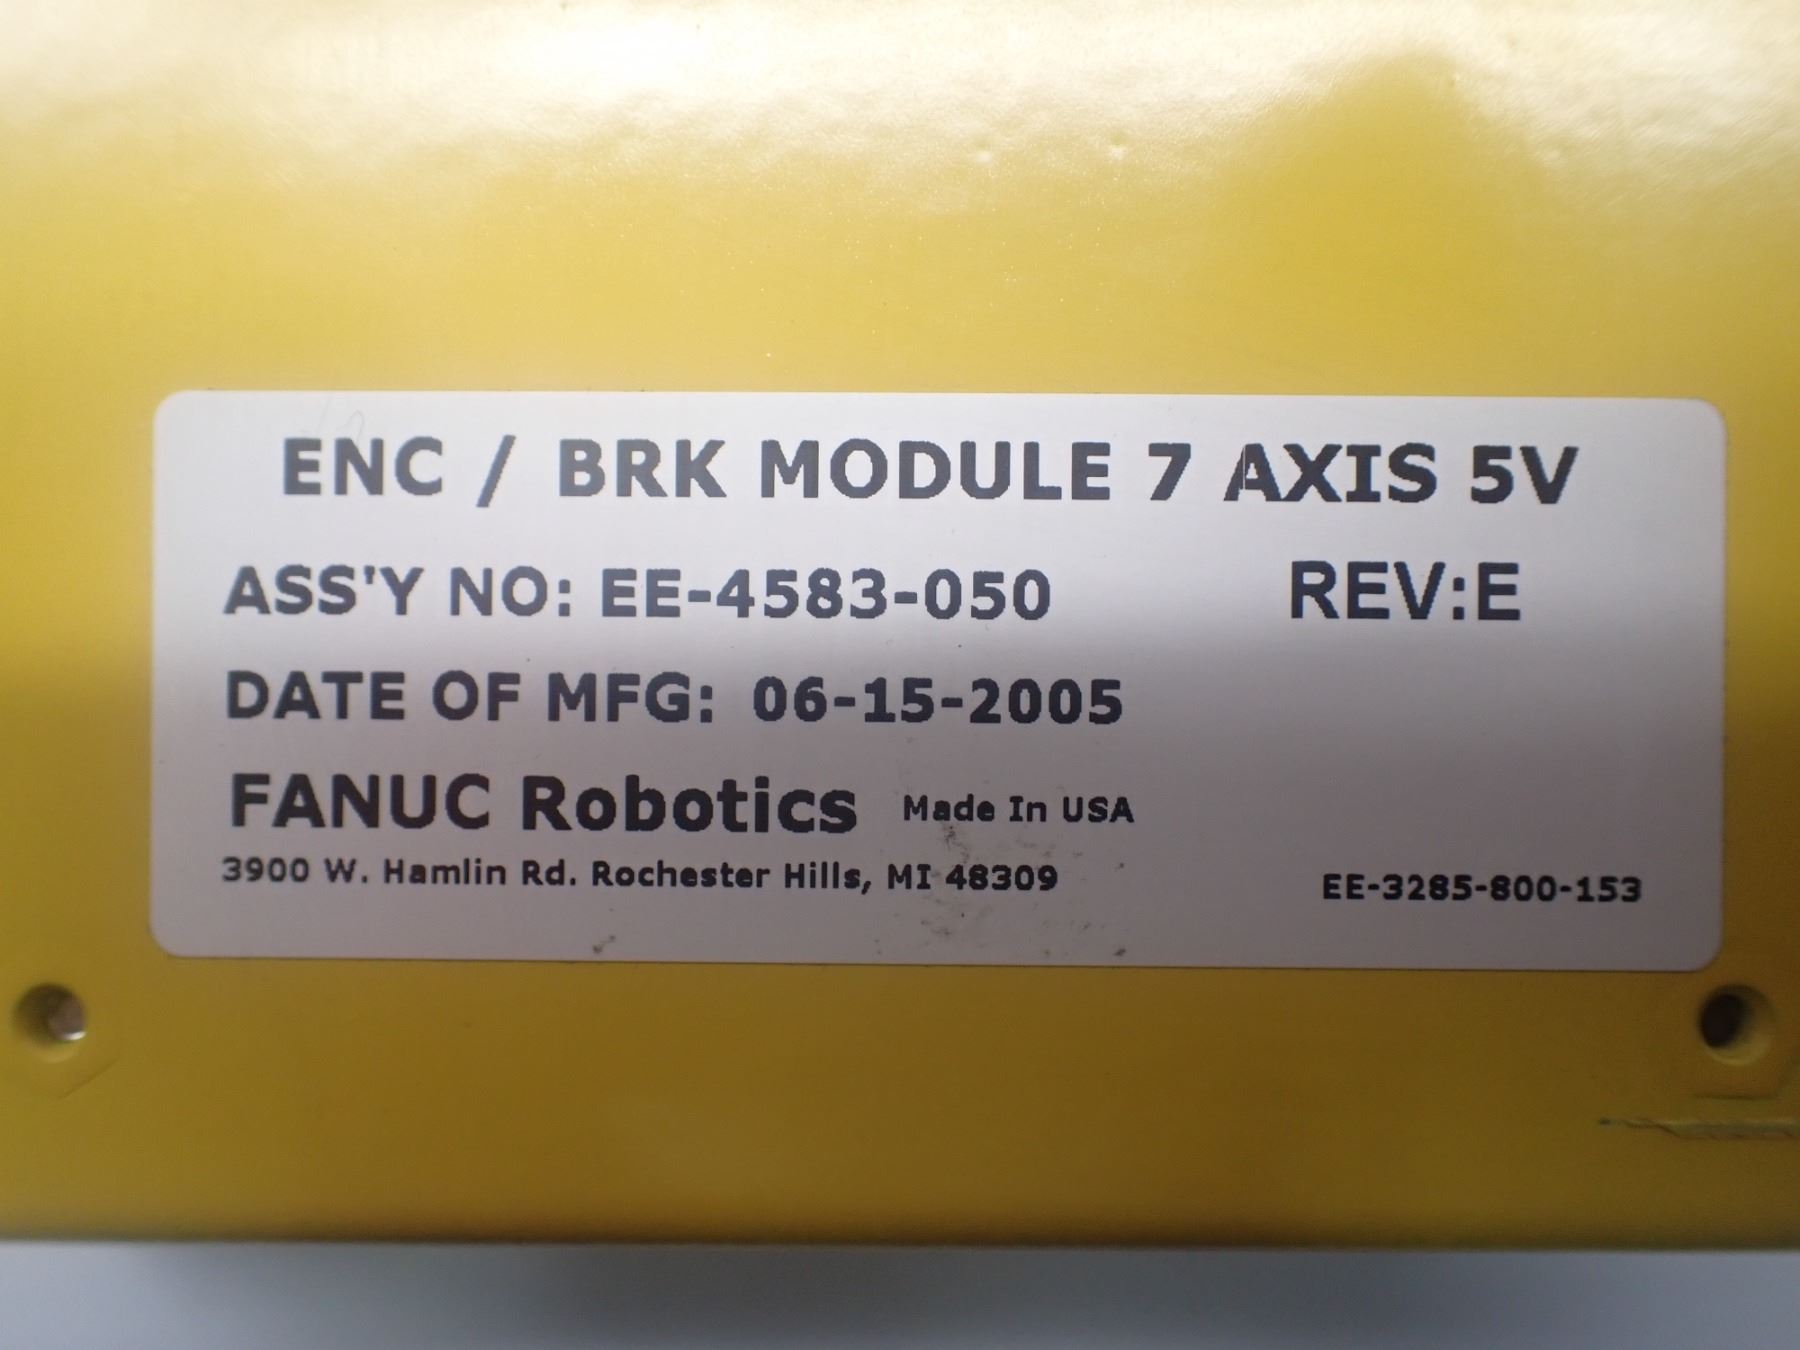 ENC / BRK MODULE 7 AXIS 5V
ASS'Y NO: EE-4583-050 REV:E
DATE OF MFG: 06-15-2005
FANUC Robotics Made In USA
3900 W. Hamlin Rd. Rochester Hills, MI 48309 EE-3285-800-153